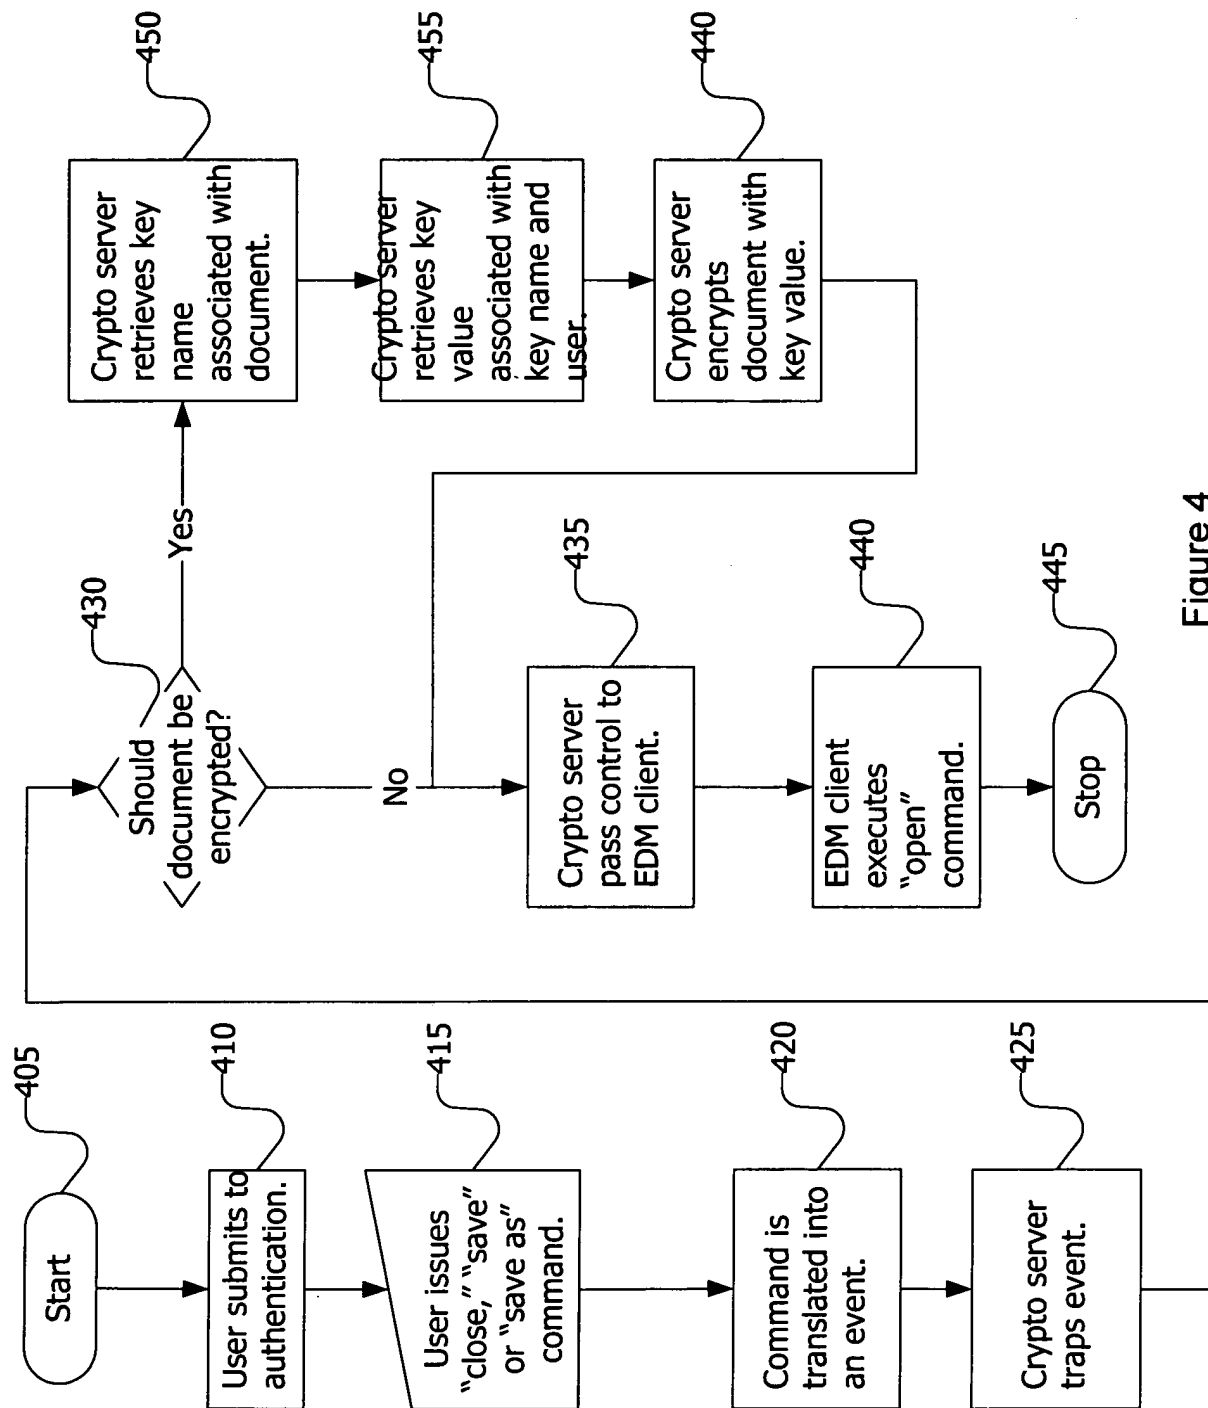 Start
405
User submits to
authentication.
410
User issues
“close,” “save”
or “save as”
command.
415
Command is
translated into
an event.
420
Crypto server
traps event.
425
Should
document be
encrypted?
430
Yes
No
Crypto server
pass control to
EDM client.
435
EDM client
executes
“open”
command.
440
Stop
445
Crypto server
retrieves key
name
associated with
document.
450
Crypto server
retrieves key
value
associated with
key name and
user.
455
Crypto server
encrypts
document with
key value.
440
Figure 4